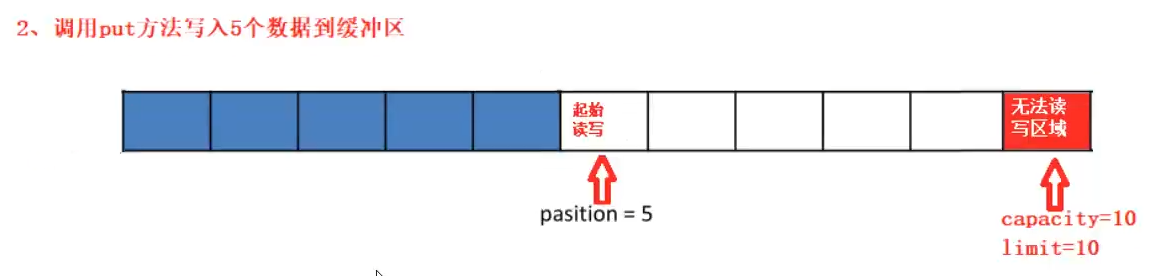 2、调用put方法写入5个数据到缓冲区
起始
读写
无法读
写区域
pasition = 5
capacity=10
limit=10